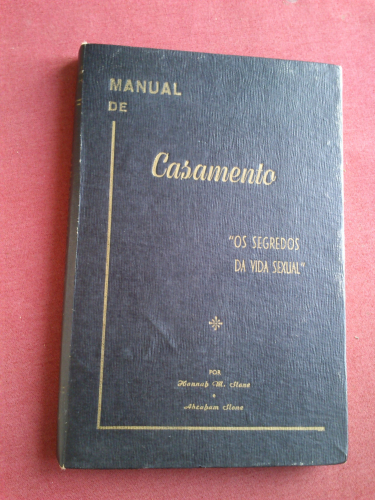 MANUAL
DE
Casamento
"OS SEGREDOS
DA VIDA SEXUAL"
POR
Hannah M. Stone
e
Abraham Stone